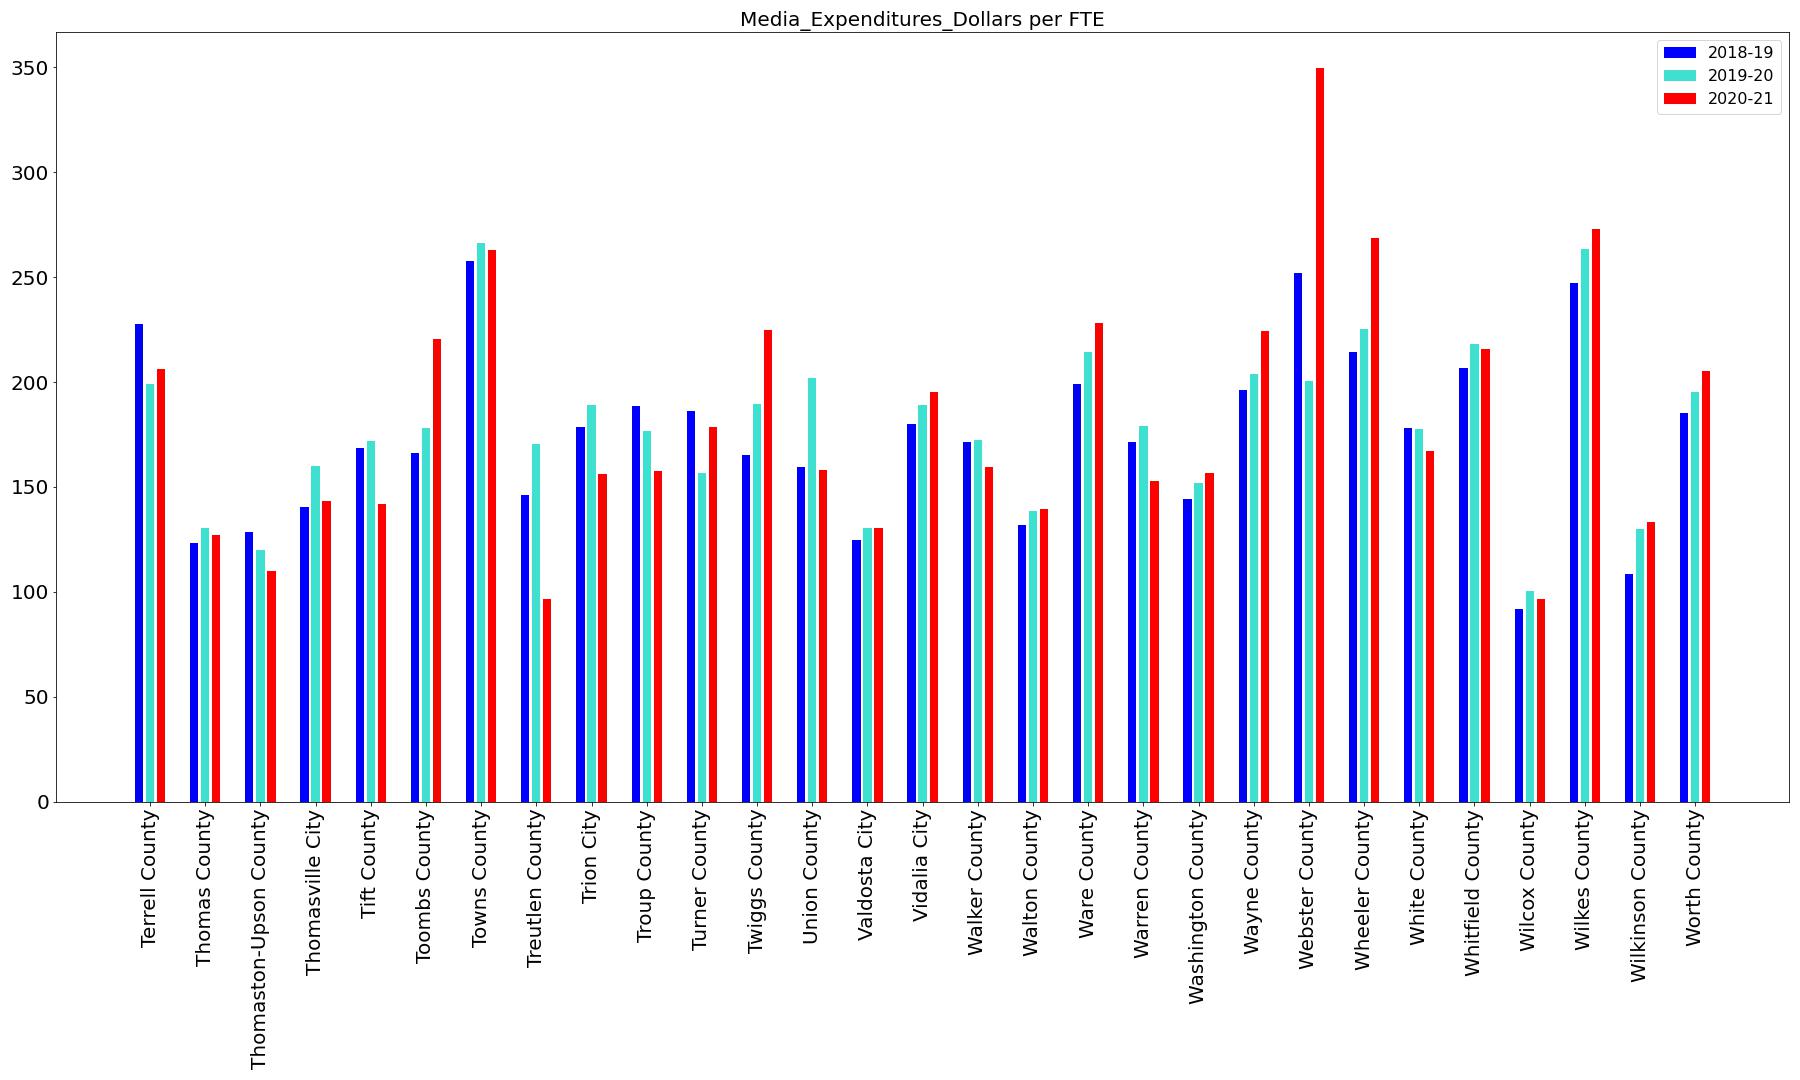 Media_Expenditures_Dollars per FTE
2018-19
2019-20
2020-21
350
300
250
200
150
100
50
0
Terrell County
Thomas County
Thomaston-Upson County
Thomasville City
Tift County
Toombs County
Towns County
Treutlen County
Trion City
Troup County
Turner County
Twiggs County
Union County
Valdosta City
Vidalia City
Walker County
Walton County
Ware County
Warren County
Washington County
Wayne County
Webster County
Wheeler County
White County
Whitfield County
Wilcox County
Wilkes County
Wilkinson County
Worth County